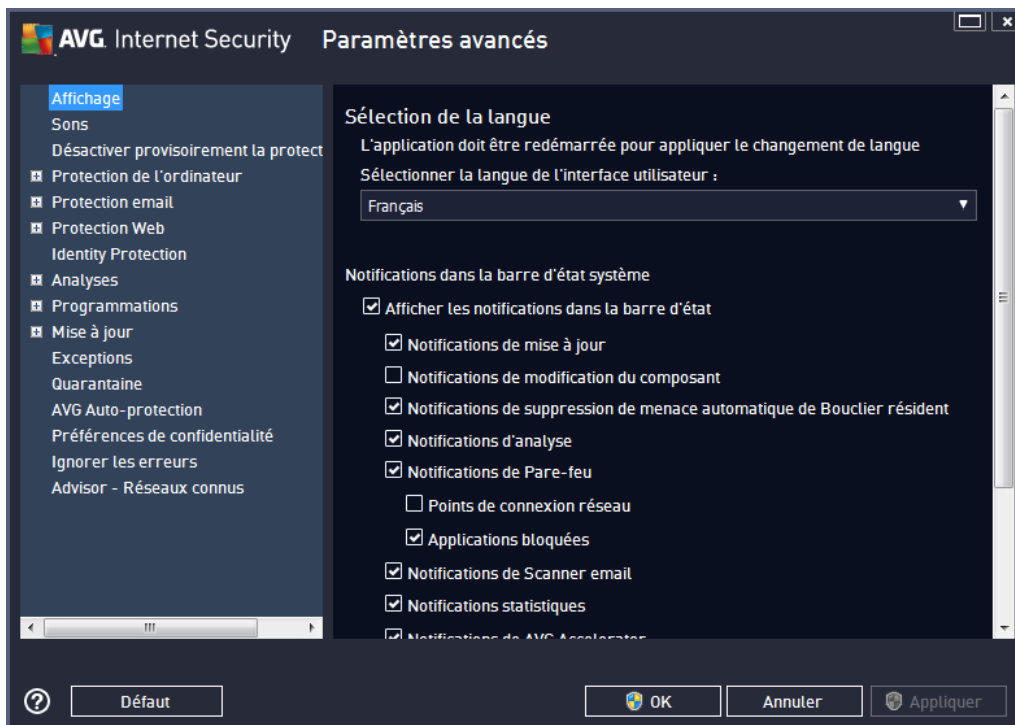 AVG. Internet Security
Paramètres avancés
Affichage
Sons
Désactiver provisoirement la protect
Protection de l'ordinateur
Protection email
Protection Web
Identity Protection
Analyses
Programmations
Mise à jour
Exceptions
Quarantaine
AVG Auto-protection
Préférences de confidentialité
Ignorer les erreurs
Advisor - Réseaux connus
Sélection de la langue
L'application doit être redémarrée pour appliquer le changement de langue
Sélectionner la langue de l'interface utilisateur :
Français
Notifications dans la barre d'état système
Afficher les notifications dans la barre d'état
Notifications de mise à jour
Notifications de modification du composant
Notifications de suppression de menace automatique de Bouclier résident
Notifications d'analyse
Notifications de Pare-feu
Points de connexion réseau
Applications bloquées
Notifications de Scanner email
Notifications statistiques
Notifications de AVG Accelerator
Défaut
OK
Annuler
Appliquer